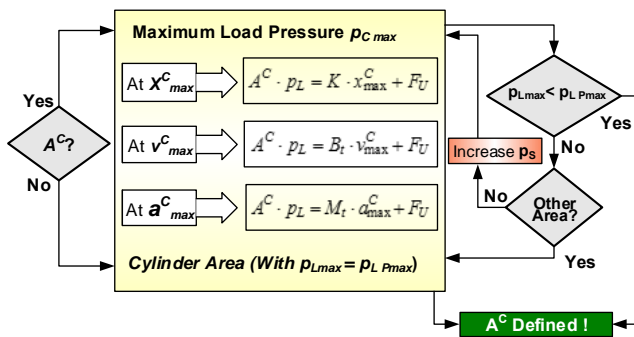 Maximum Load Pressure p_C max
At X^C_max
A^C · p_L = K · x^C_max + F_U
At v^C_max
A^C · p_L = B_t · v^C_max + F_U
At a^C_max
A^C · p_L = M_t · a^C_max + F_U
Cylinder Area (With p_Lmax = p_L Pmax)
Yes
A^C?
No
p_Lmax < p_L Pmax
Yes
No
Increase p_S
No
Other
Area?
Yes
A^C Defined !